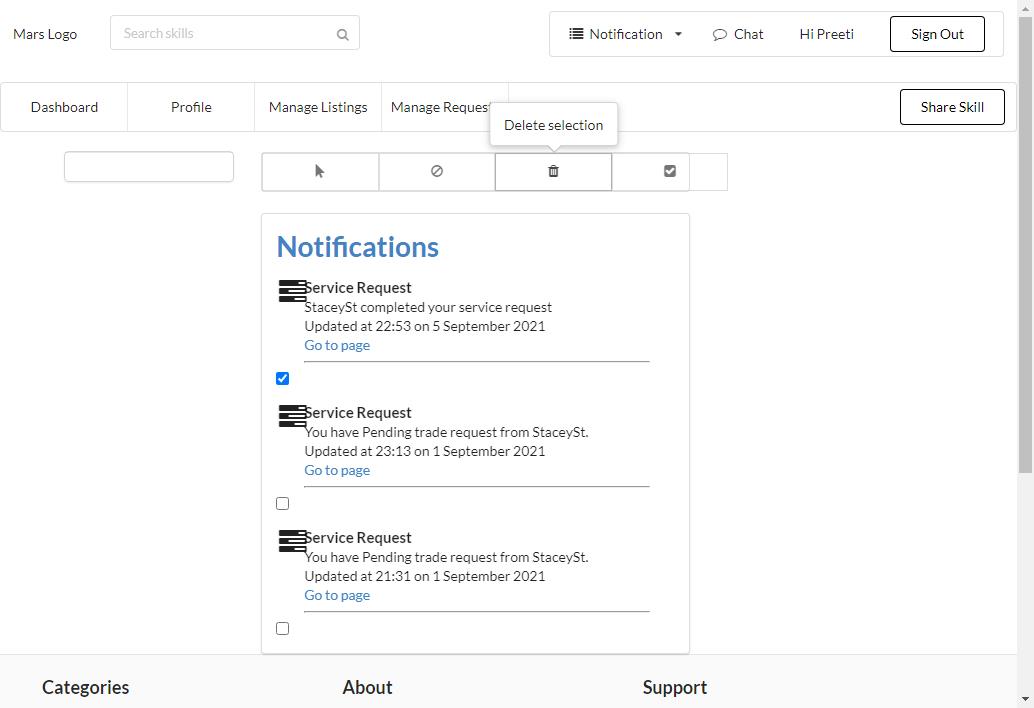 Mars Logo
Search skills
Notification
Chat
Hi Preeti
Sign Out
Dashboard
Profile
Manage Listings
Manage Reques
Share Skill
Delete selection
Notifications
Service Request
StaceySt completed your service request
Updated at 22:53 on 5 September 2021
Go to page
Service Request
You have Pending trade request from StaceySt.
Updated at 23:13 on 1 September 2021
Go to page
Service Request
You have Pending trade request from StaceySt.
Updated at 21:31 on 1 September 2021
Go to page
Categories
About
Support